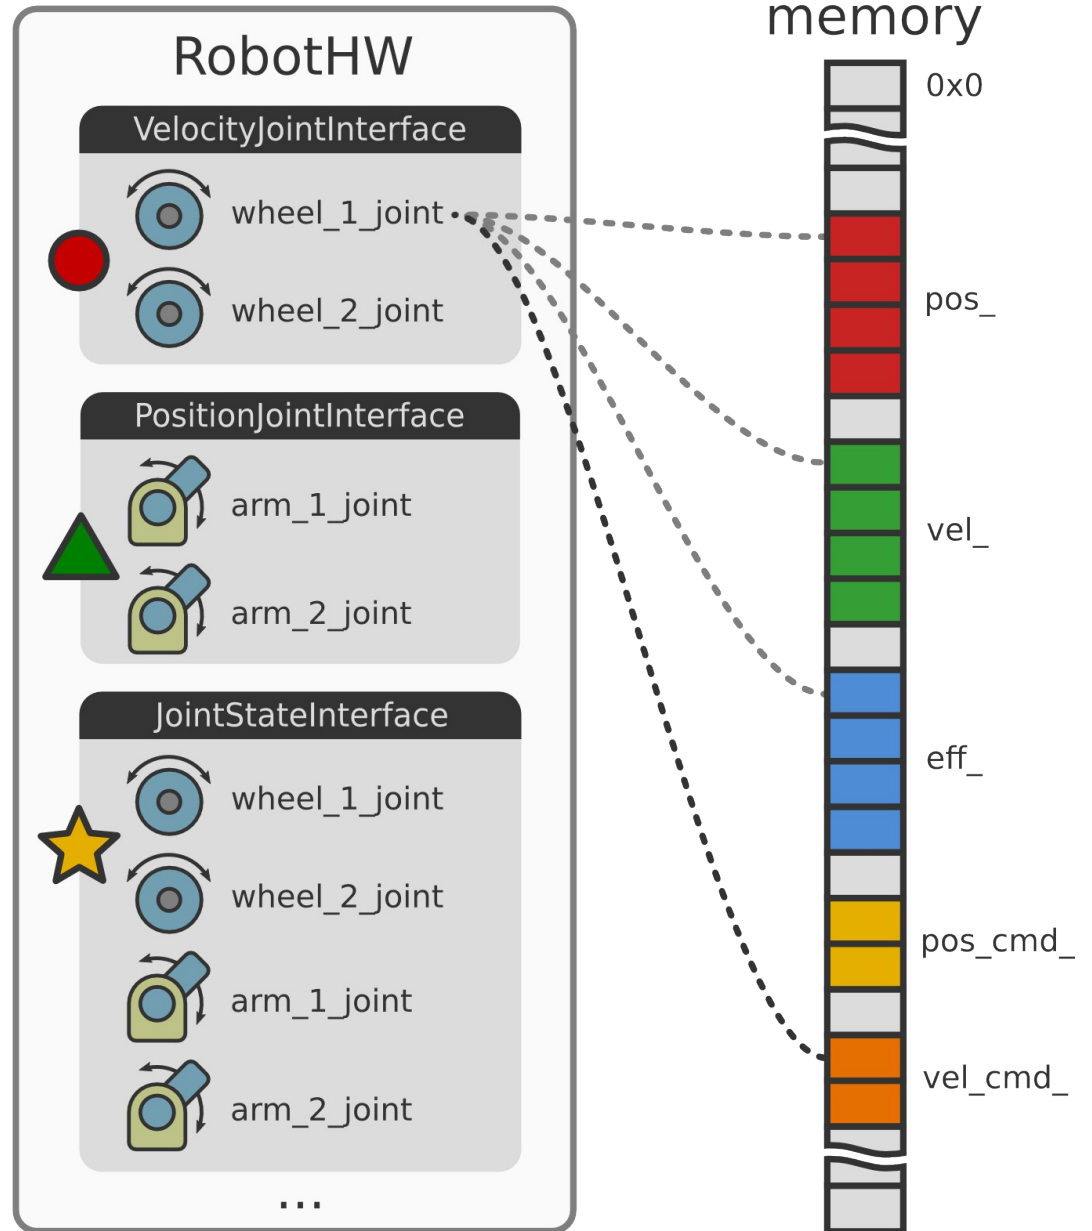 RobotHW
VelocityJointInterface
wheel_1_joint
wheel_2_joint
PositionJointInterface
arm_1_joint
arm_2_joint
JointStateInterface
wheel_1_joint
wheel_2_joint
arm_1_joint
arm_2_joint
...
memory
0x0
pos_
vel_
eff_
pos_cmd_
vel_cmd_